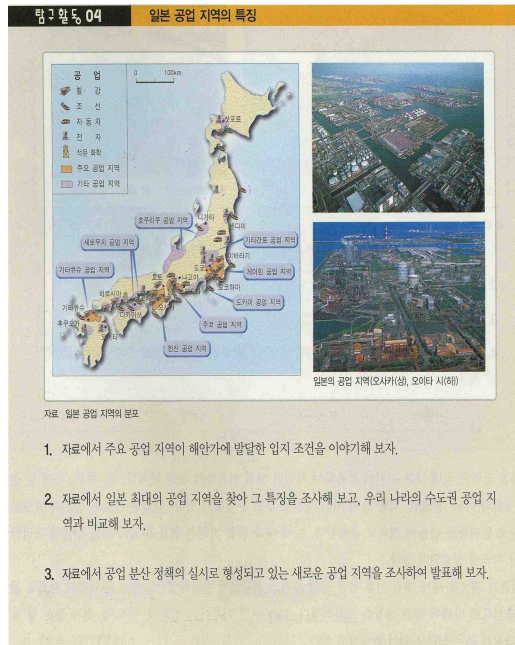 탐구활동 04 일본 공업 지역의 특징
공 업
철 강
조 선
자 동 차
전 자
석유 화학
주요 공업 지역
기타 공업 지역
0 100km
삿포로
호쿠리쿠 공업 지역
니가타
센다이
세토우치 공업 지역
기타간토 공업 지역
이바라키
기타큐슈 공업 지역
게이힌 공업 지역
교토
나고야
도쿄
요코하마
히로시마
도카이 공업 지역
기타큐슈
후쿠오카
주쿄 공업 지역
한신 공업 지역
일본의 공업 지역(오사카(상), 오이타 시(하))
자료 일본 공업 지역의 분포
1. 자료에서 주요 공업 지역이 해안가에 발달한 입지 조건을 이야기해 보자.
2. 자료에서 일본 최대의 공업 지역을 찾아 그 특징을 조사해 보고, 우리 나라의 수도권 공업 지
역과 비교해 보자.
3. 자료에서 공업 분산 정책의 실시로 형성되고 있는 새로운 공업 지역을 조사하여 발표해 보자.